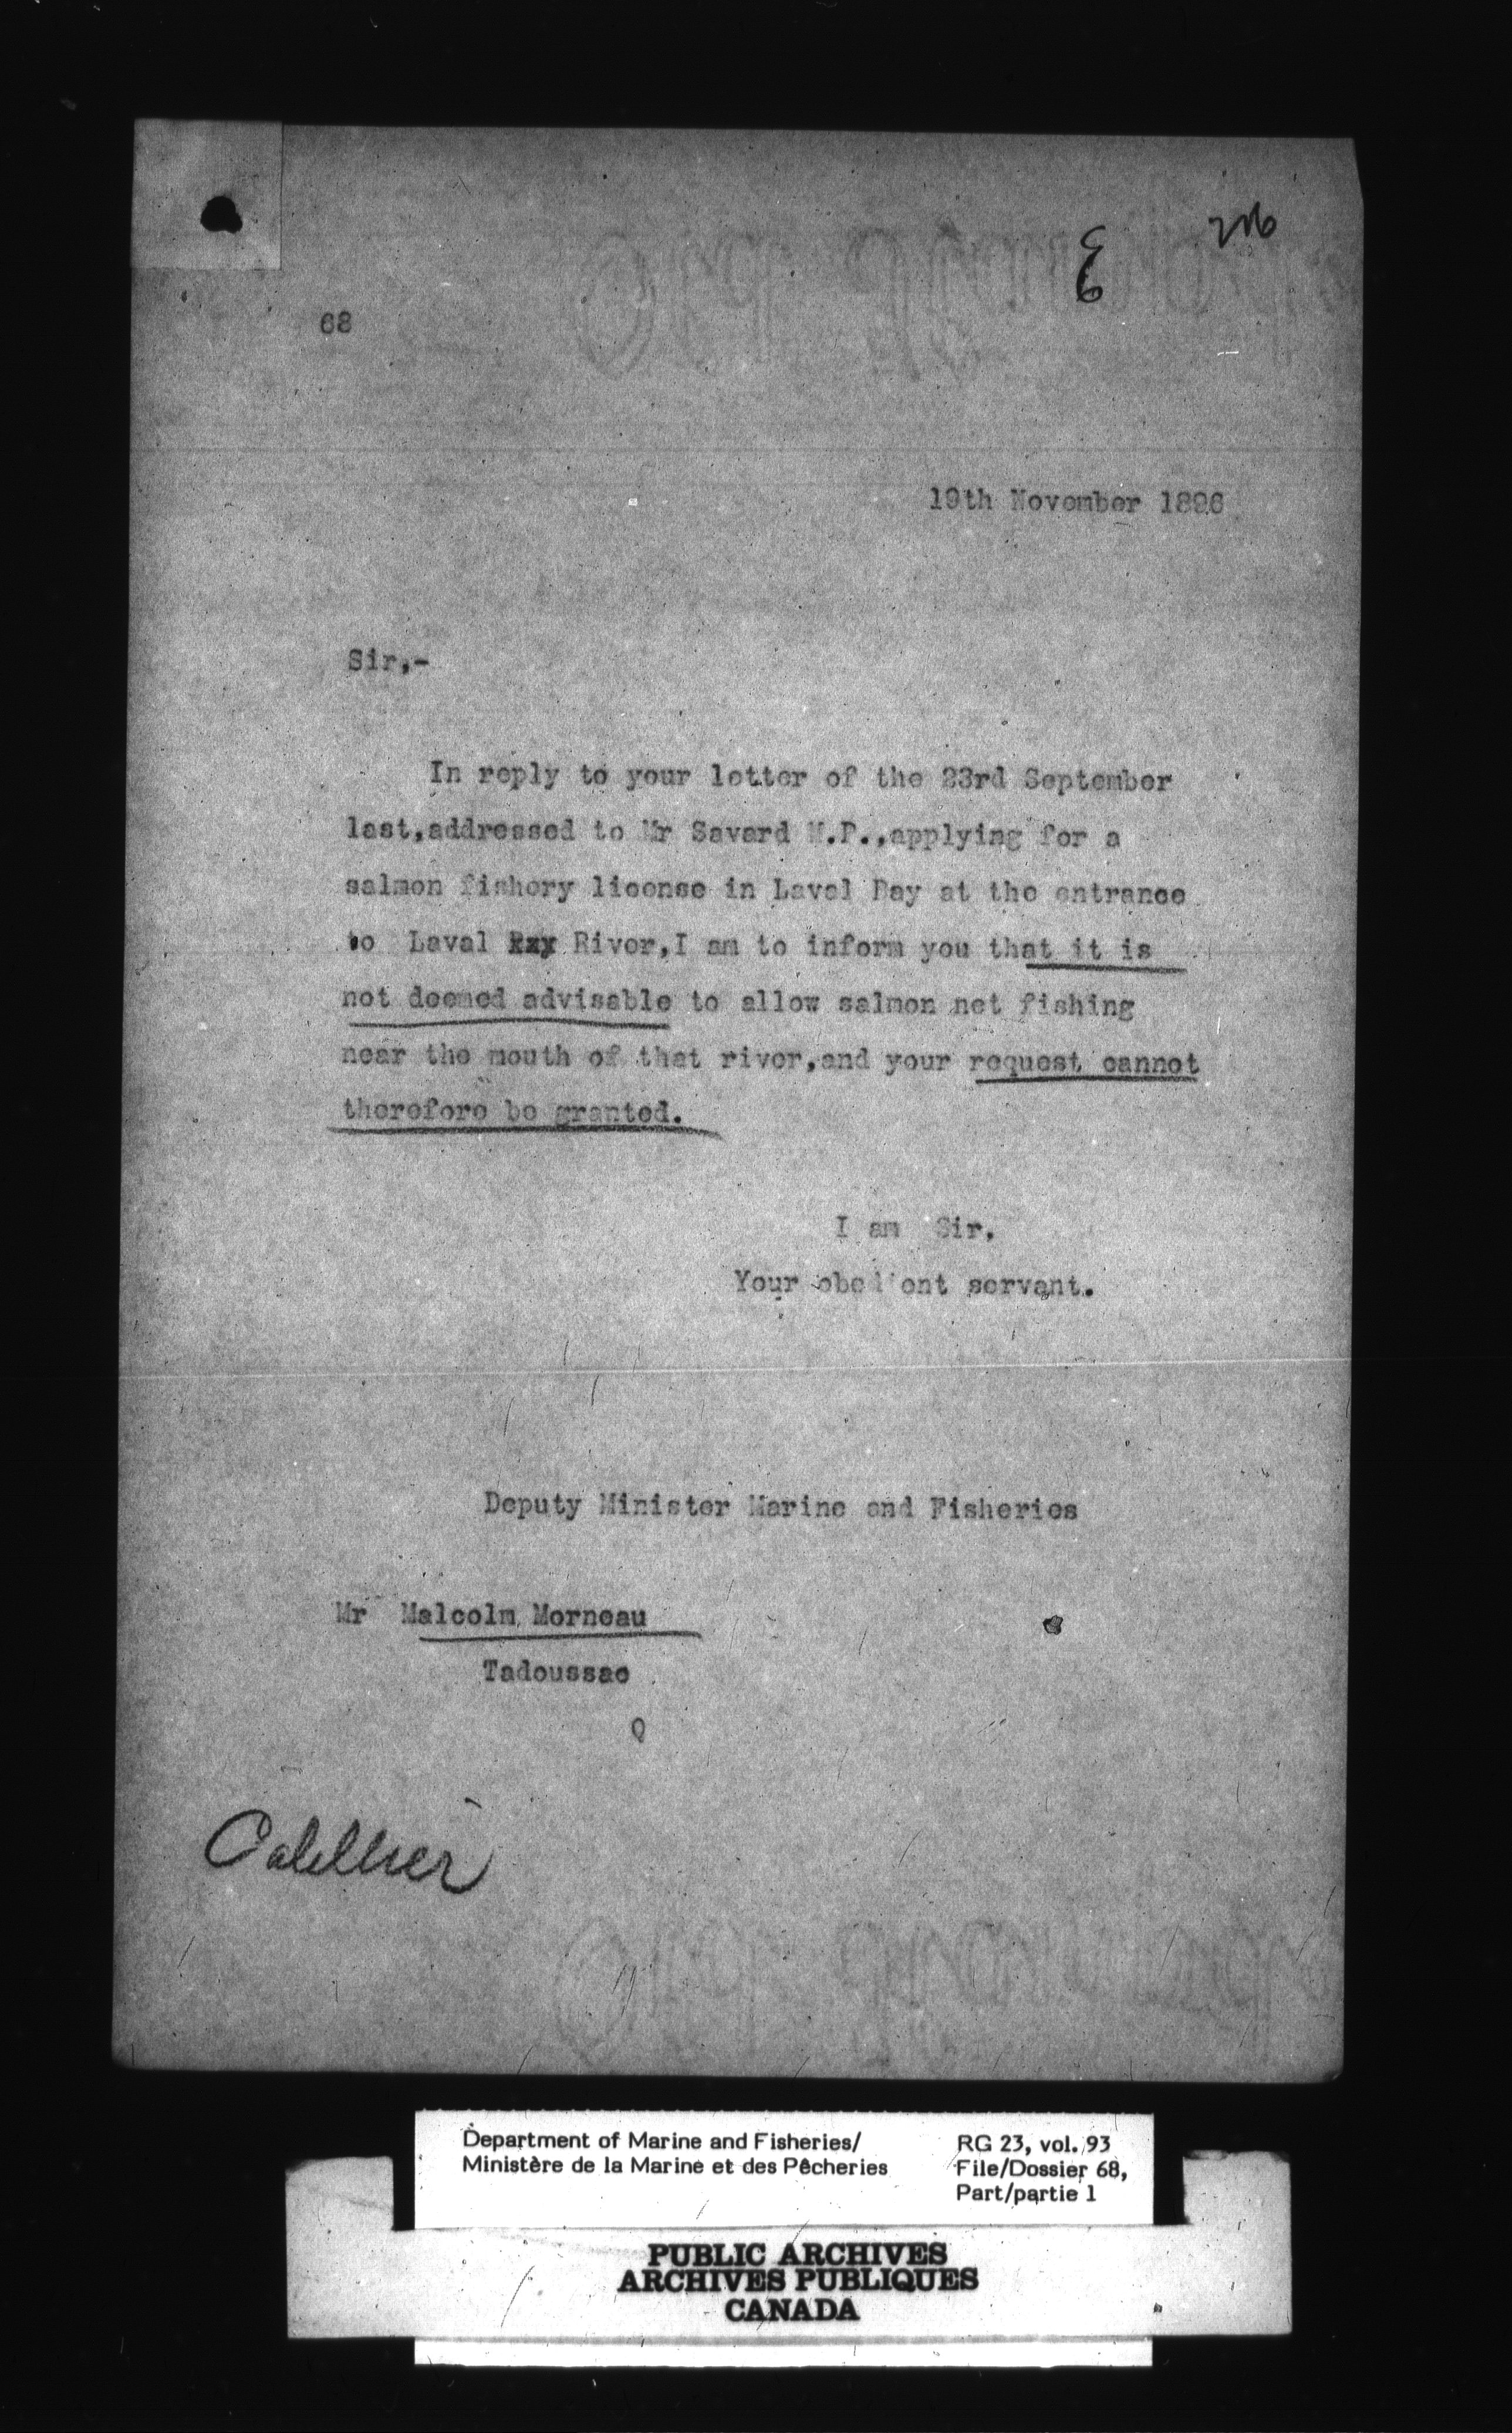 216
68
19th November 1896
Sir,-
In reply to your letter of the 23rd September
last,addressed to Mr Savard M.P.,applying for a
salmon fishery license in Laval Bay at the entrance
to Laval Rxy River,I am to inform you that it is
not deemed advisable to allow salmon net fishing
near the mouth of that river,and your request cannot
therefore be granted.
I am Sir,
Your obedient servant.
Deputy Minister Marine and Fisheries
Mr Malcolm Morneau
Tadoussac
Q
Department of Marine and Fisheries/
Ministère de la Marine et des Pêcheries
RG 23, vol. 93
File/Dossier 68,
Part/partie 1
PUBLIC ARCHIVES
ARCHIVES PUBLIQUES
CANADA